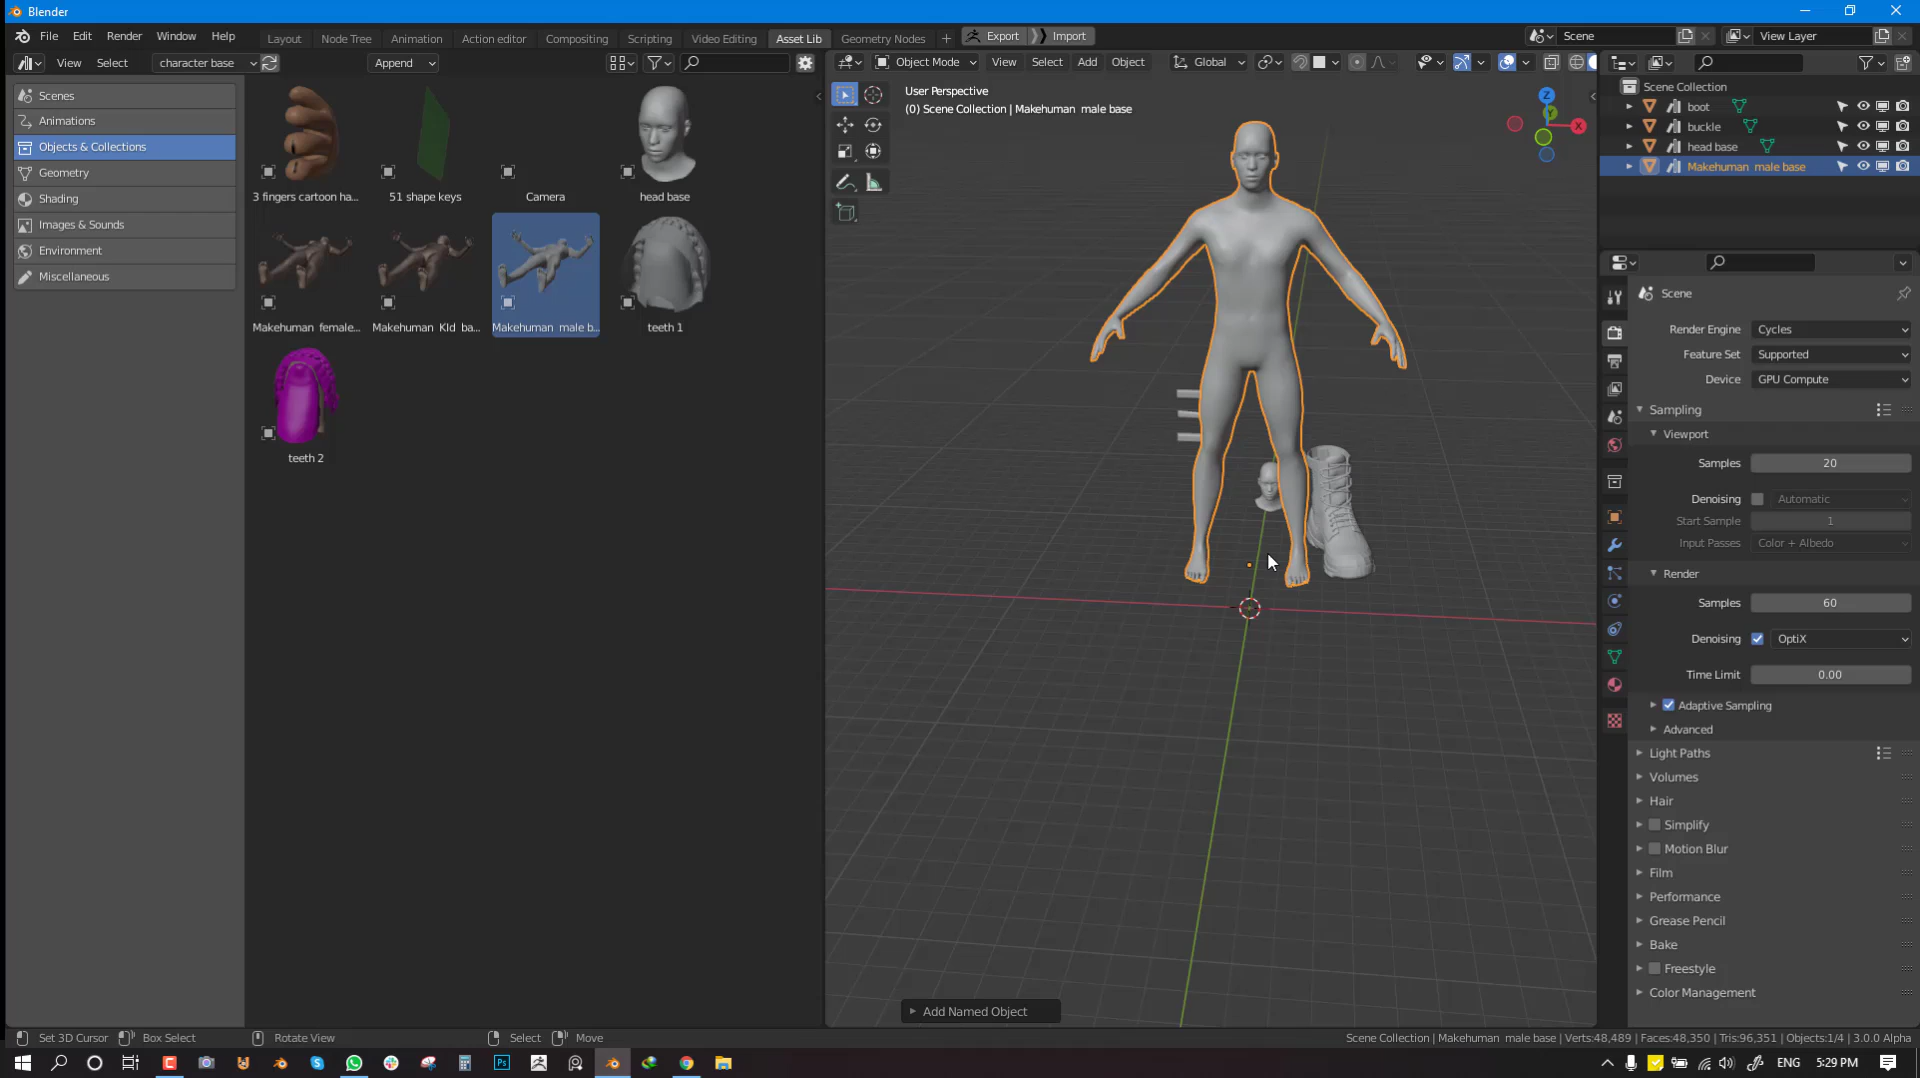 Blender
File Edit Render Window Help
Layout Node Tree Animation Action editor Compositing Scripting Video Editing Asset Lib Geometry Nodes + Export Import
Scene View Layer
View Select character base Append
Object Mode View Select Add Object Global
Scenes
Animations
Objects & Collections
Geometry
Shading
Images & Sounds
Environment
Miscellaneous
3 fingers cartoon ha... 51 shape keys Camera head base
Makehuman female... Makehuman KId ba... Makehuman male b... teeth 1
teeth 2
User Perspective
(0) Scene Collection | Makehuman male base
Z
Y
X
Add Named Object
Scene Collection
boot
buckle
head base
Makehuman male base
Scene
Render Engine Cycles
Feature Set Supported
Device GPU Compute
Sampling
Viewport
Samples 20
Denoising Automatic
Start Sample 1
Input Passes Color + Albedo
Render
Samples 60
Denoising OptiX
Time Limit 0.00
Adaptive Sampling
Advanced
Light Paths
Volumes
Hair
Simplify
Motion Blur
Film
Performance
Grease Pencil
Bake
Freestyle
Color Management
Set 3D Cursor Box Select Rotate View Select Move
Scene Collection | Makehuman male base | Verts:48,489 | Faces:48,350 | Tris:96,351 | Objects:1/4 | 3.0.0 Alpha
Ps
ENG 5:29 PM